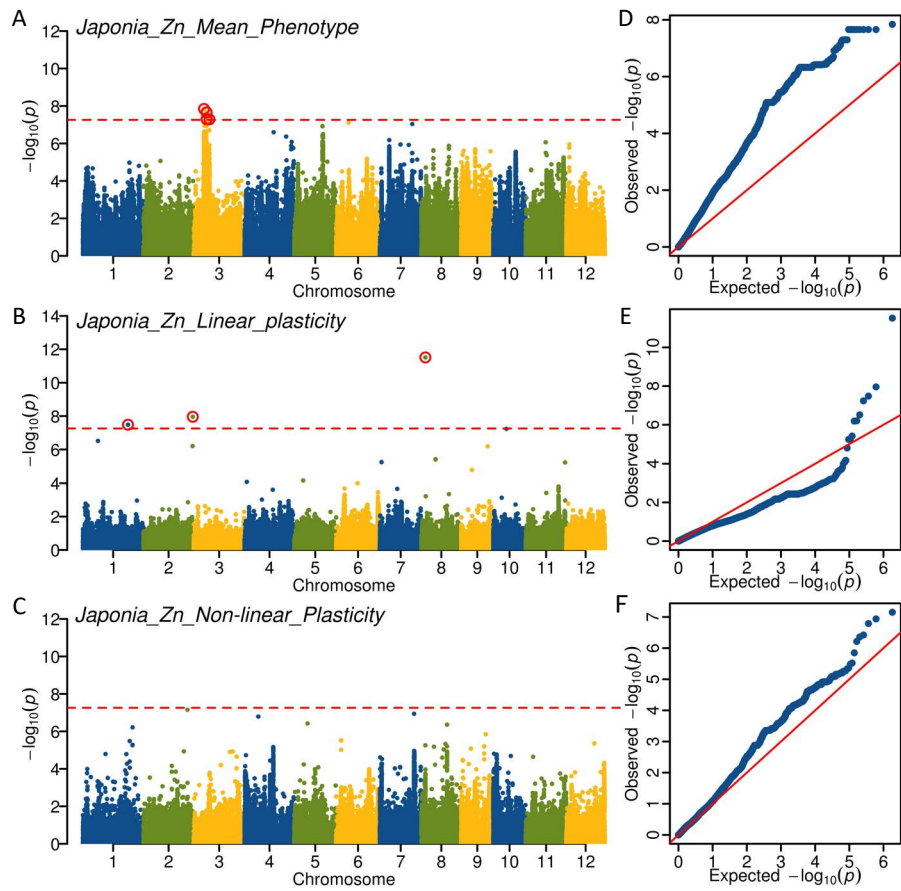 A
Japonia_Zn_Mean_Phenotype
12
10
8
6
4
2
0
−log10(p)
1 2 3 4 5 6 7 8 9 10 11 12
Chromosome
D
8
6
4
2
0
Observed −log10(p)
0 1 2 3 4 5 6
Expected −log10(p)
B
Japonia_Zn_Linear_plasticity
14
12
10
8
6
4
2
0
−log10(p)
1 2 3 4 5 6 7 8 9 10 11 12
Chromosome
E
10
8
6
4
2
0
Observed −log10(p)
0 1 2 3 4 5 6
Expected −log10(p)
C
Japonia_Zn_Non-linear_Plasticity
12
10
8
6
4
2
0
−log10(p)
1 2 3 4 5 6 7 8 9 10 11 12
Chromosome
F
7
6
5
4
3
2
1
0
Observed −log10(p)
0 1 2 3 4 5 6
Expected −log10(p)